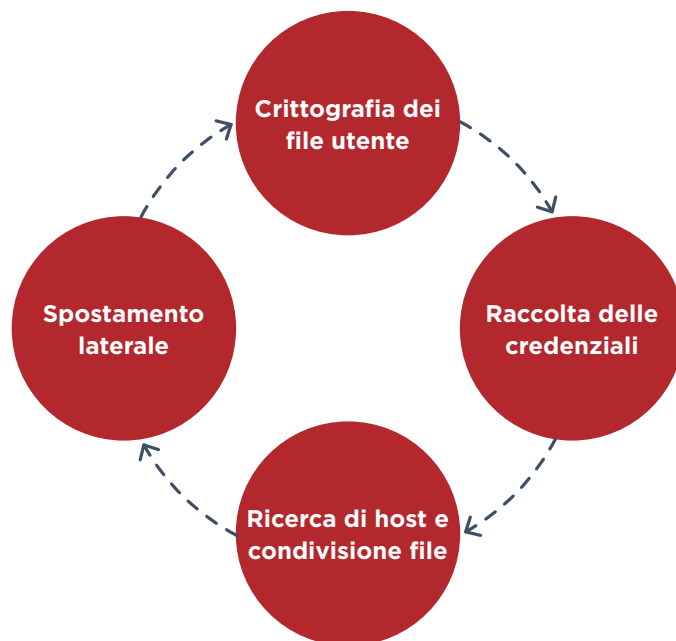 Crittografia dei
file utente
Spostamento
laterale
Raccolta delle
credenziali
Ricerca di host e
condivisione file